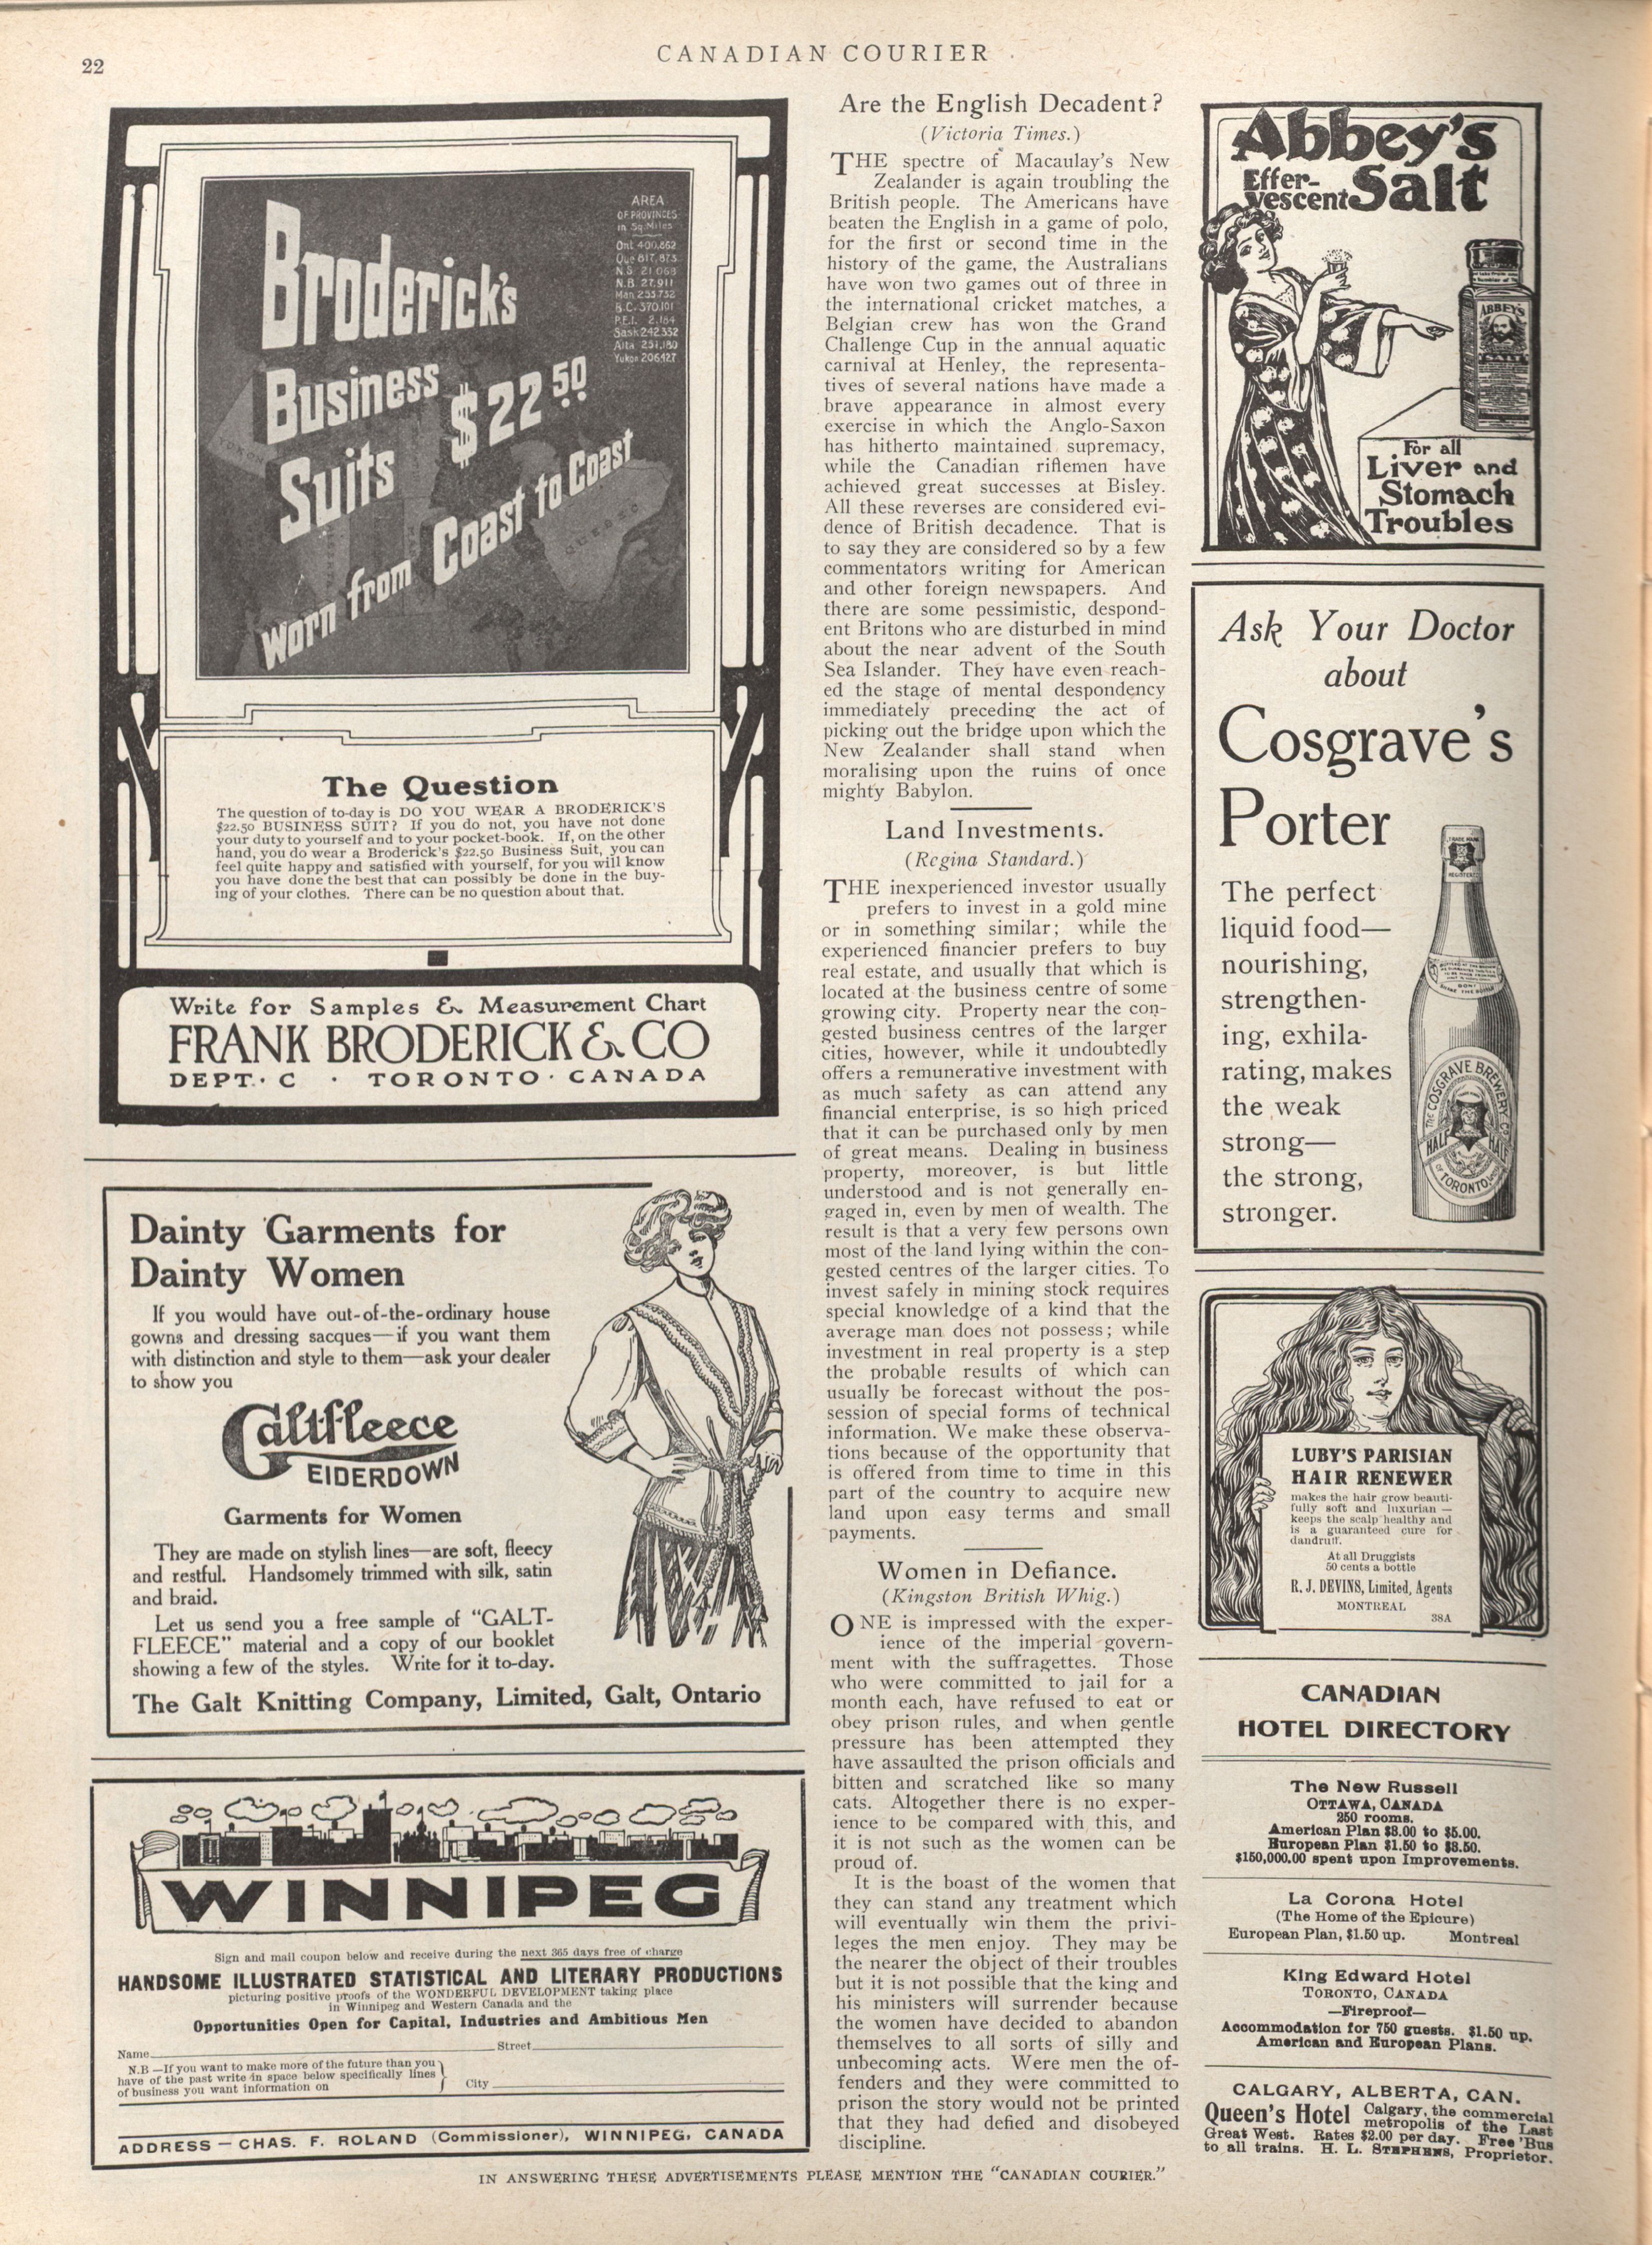 22
CANADIAN COURIER
Broderick's
Business
Suits
$22.50
Worn from Coast to Coast
AREA
OF PROVINCES
in Sq. Miles
Ont 400,862
Que 817,873
N.S 21 068
N.B 27,911
Man 253 732
B.C. 370,101
P.E.I. 2,184
Sask 242 332
Alta 251,180
Yukon 206427
YUKON
QUEBEC
The Question
The question of to-day is DO YOU WEAR A BRODERICK'S
$22.50 BUSINESS SUIT? If you do not, you have not done
your duty to yourself and to your pocket-book. If, on the other
hand, you do wear a Broderick's $22.50 Business Suit, you can
feel quite happy and satisfied with yourself, for you will know
you have done the best that can possibly be done in the buy-
ing of your clothes. There can be no question about that.
Write for Samples & Measurement Chart
FRANK BRODERICK & CO
DEPT. C · TORONTO · CANADA
Dainty Garments for
Dainty Women
If you would have out-of-the-ordinary house
gowns and dressing sacques—if you want them
with distinction and style to them—ask your dealer
to show you
Galtfleece
EIDERDOWN
Garments for Women
They are made on stylish lines—are soft, fleecy
and restful. Handsomely trimmed with silk, satin
and braid.
Let us send you a free sample of "GALT-
FLEECE" material and a copy of our booklet
showing a few of the styles. Write for it to-day.
The Galt Knitting Company, Limited, Galt, Ontario
WINNIPEG
Sign and mail coupon below and receive during the next 365 days free of charge
HANDSOME ILLUSTRATED STATISTICAL AND LITERARY PRODUCTIONS
picturing positive proofs of the WONDERFUL DEVELOPMENT taking place
in Winnipeg and Western Canada and the
Opportunities Open for Capital, Industries and Ambitious Men
Name Street
N.B—If you want to make more of the future than you
have of the past write in space below specifically lines
of business you want information on
City
ADDRESS — CHAS. F. ROLAND (Commissioner), WINNIPEG, CANADA
Are the English Decadent?
(Victoria Times.)
THE spectre of Macaulay's New
Zealander is again troubling the
British people. The Americans have
beaten the English in a game of polo,
for the first or second time in the
history of the game, the Australians
have won two games out of three in
the international cricket matches, a
Belgian crew has won the Grand
Challenge Cup in the annual aquatic
carnival at Henley, the representa-
tives of several nations have made a
brave appearance in almost every
exercise in which the Anglo-Saxon
has hitherto maintained supremacy,
while the Canadian riflemen have
achieved great successes at Bisley.
All these reverses are considered evi-
dence of British decadence. That is
to say they are considered so by a few
commentators writing for American
and other foreign newspapers. And
there are some pessimistic, despond-
ent Britons who are disturbed in mind
about the near advent of the South
Sea Islander. They have even reach-
ed the stage of mental despondency
immediately preceding the act of
picking out the bridge upon which the
New Zealander shall stand when
moralising upon the ruins of once
mighty Babylon.
Land Investments.
(Regina Standard.)
THE inexperienced investor usually
prefers to invest in a gold mine
or in something similar; while the
experienced financier prefers to buy
real estate, and usually that which is
located at the business centre of some
growing city. Property near the con-
gested business centres of the larger
cities, however, while it undoubtedly
offers a remunerative investment with
as much safety as can attend any
financial enterprise, is so high priced
that it can be purchased only by men
of great means. Dealing in business
property, moreover, is but little
understood and is not generally en-
gaged in, even by men of wealth. The
result is that a very few persons own
most of the land lying within the con-
gested centres of the larger cities. To
invest safely in mining stock requires
special knowledge of a kind that the
average man does not possess; while
investment in real property is a step
the probable results of which can
usually be forecast without the pos-
session of special forms of technical
information. We make these observa-
tions because of the opportunity that
is offered from time to time in this
part of the country to acquire new
land upon easy terms and small
payments.
Women in Defiance.
(Kingston British Whig.)
ONE is impressed with the exper-
ience of the imperial govern-
ment with the suffragettes. Those
who were committed to jail for a
month each, have refused to eat or
obey prison rules, and when gentle
pressure has been attempted they
have assaulted the prison officials and
bitten and scratched like so many
cats. Altogether there is no exper-
ience to be compared with this, and
it is not such as the women can be
proud of.
It is the boast of the women that
they can stand any treatment which
will eventually win them the privi-
leges the men enjoy. They may be
the nearer the object of their troubles
but it is not possible that the king and
his ministers will surrender because
the women have decided to abandon
themselves to all sorts of silly and
unbecoming acts. Were men the of-
fenders and they were committed to
prison the story would not be printed
that they had defied and disobeyed
discipline.
Abbey's
Effer-
vescent Salt
ABBEY'S
SALT
For all
Liver and
Stomach
Troubles
Ask Your Doctor
about
Cosgrave's
Porter
The perfect
liquid food—
nourishing,
strengthen-
ing, exhila-
rating, makes
the weak
strong—
the strong,
stronger.
THE COSGRAVE BREWERY CO
HALF HALF
OF TORONTO
LUBY'S PARISIAN
HAIR RENEWER
makes the hair grow beauti-
fully soft and luxurian —
keeps the scalp healthy and
is a guaranteed cure for
dandruff.
At all Druggists
50 cents a bottle
R. J. DEVINS, Limited, Agents
MONTREAL
38A
CANADIAN
HOTEL DIRECTORY
The New Russell
OTTAWA, CANADA
250 rooms.
American Plan $3.00 to $5.00.
European Plan $1.50 to $3.50.
$150,000.00 spent upon Improvements.
La Corona Hotel
(The Home of the Epicure)
European Plan, $1.50 up. Montreal
King Edward Hotel
TORONTO, CANADA
—Fireproof—
Accommodation for 750 guests. $1.50 up.
American and European Plans.
CALGARY, ALBERTA, CAN.
Queen's Hotel Calgary, the commercial
metropolis of the Last
Great West. Rates $2.00 per day. Free 'Bus
to all trains. H. L. STEPHENS, Proprietor.
IN ANSWERING THESE ADVERTISEMENTS PLEASE MENTION THE "CANADIAN COURIER."